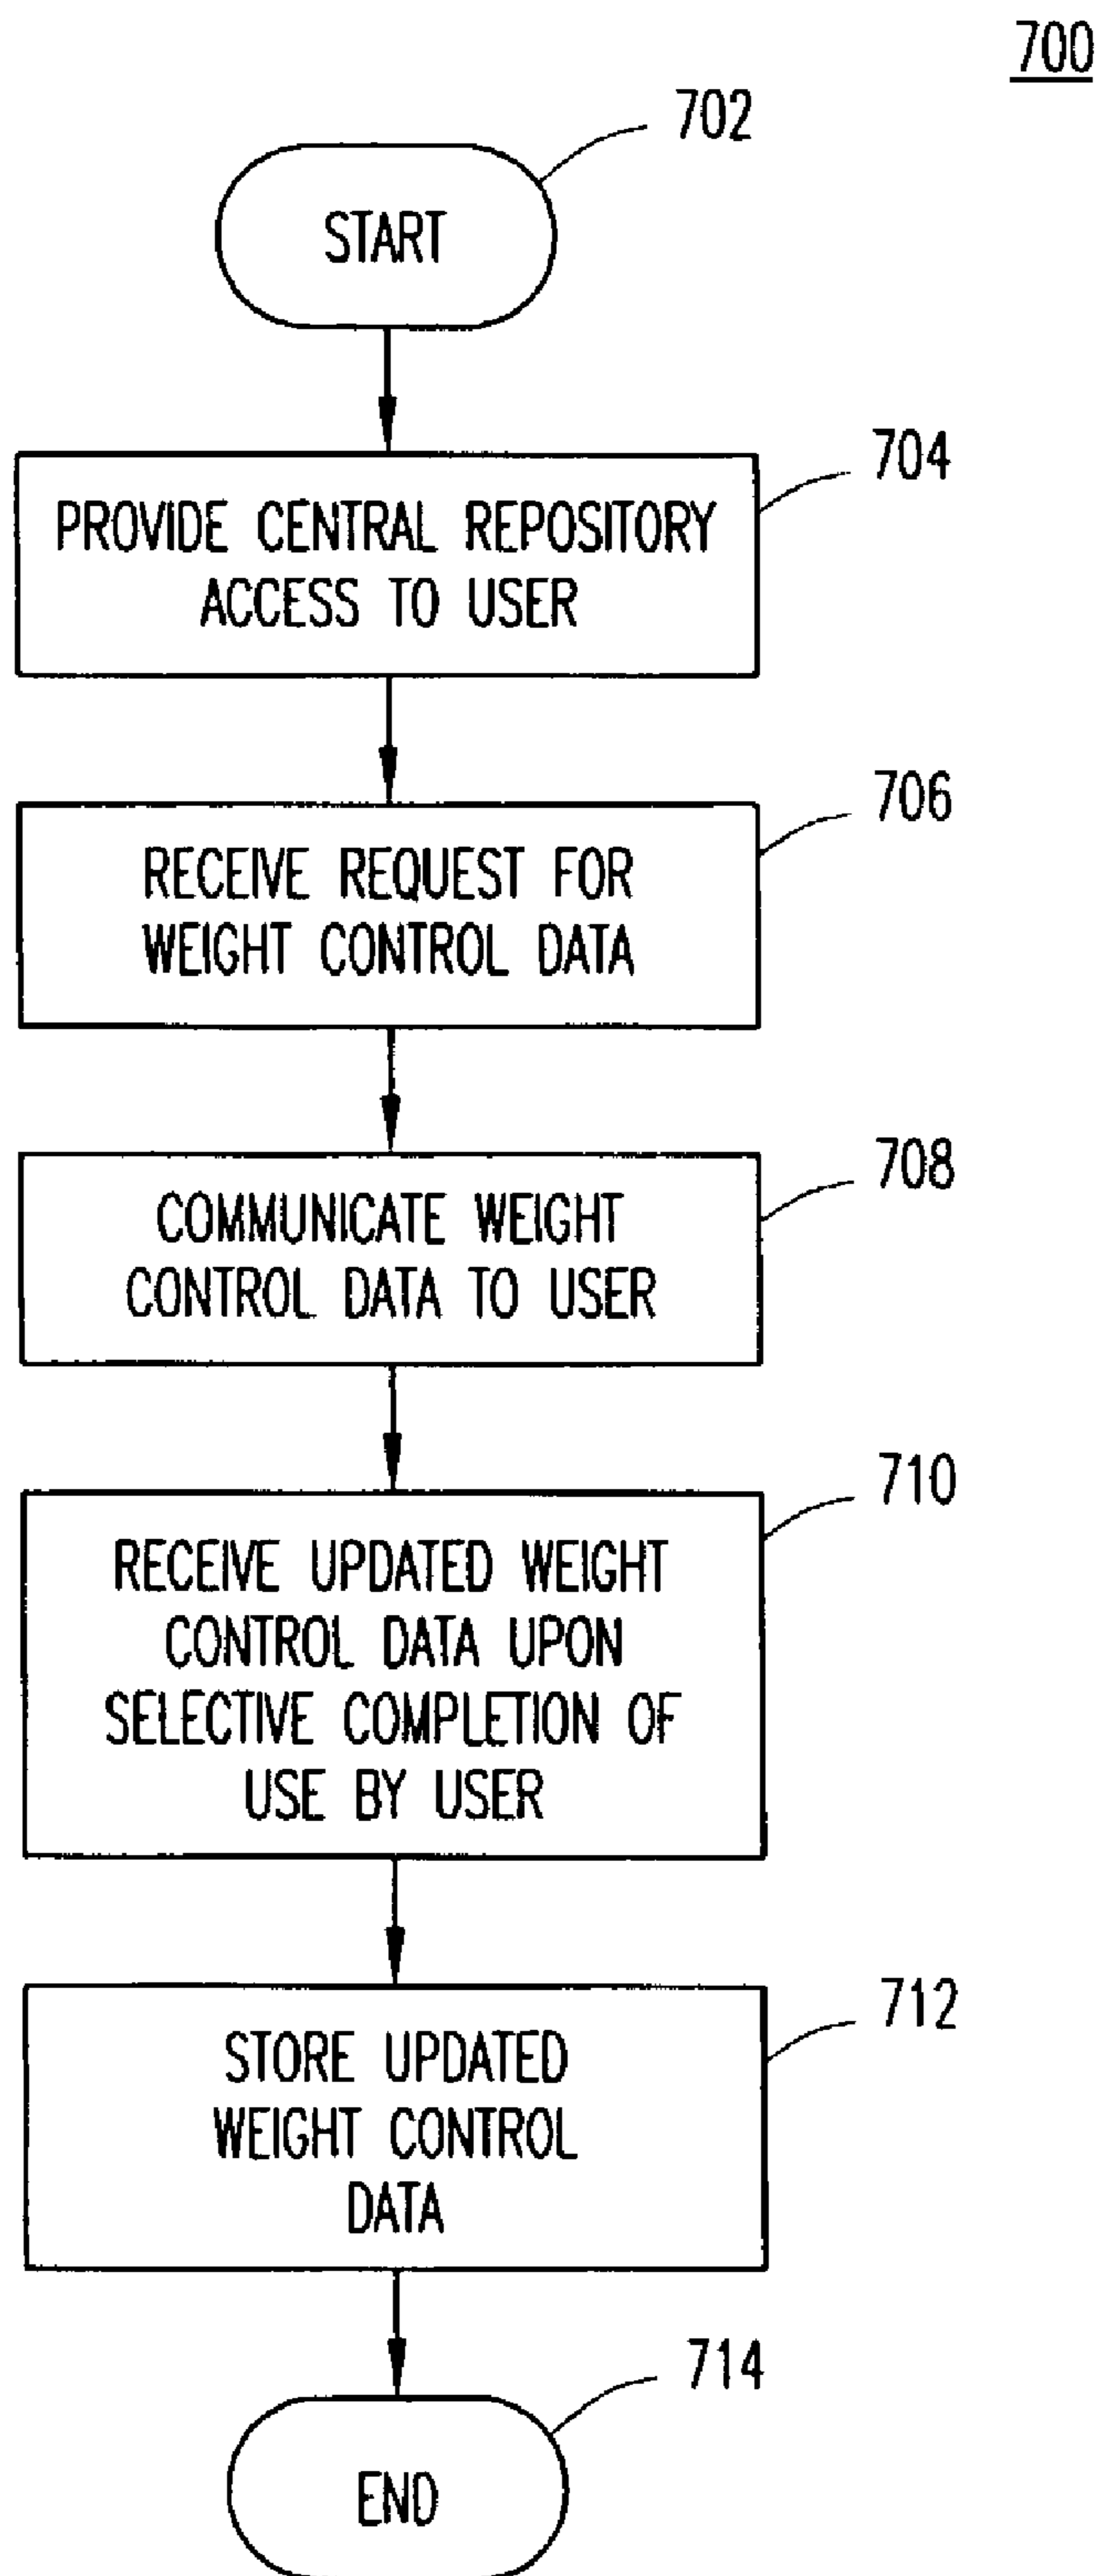 700
702
START
704
PROVIDE CENTRAL REPOSITORY
ACCESS TO USER
706
RECEIVE REQUEST FOR
WEIGHT CONTROL DATA
708
COMMUNICATE WEIGHT
CONTROL DATA TO USER
710
RECEIVE UPDATED WEIGHT
CONTROL DATA UPON
SELECTIVE COMPLETION OF
USE BY USER
712
STORE UPDATED
WEIGHT CONTROL
DATA
714
END